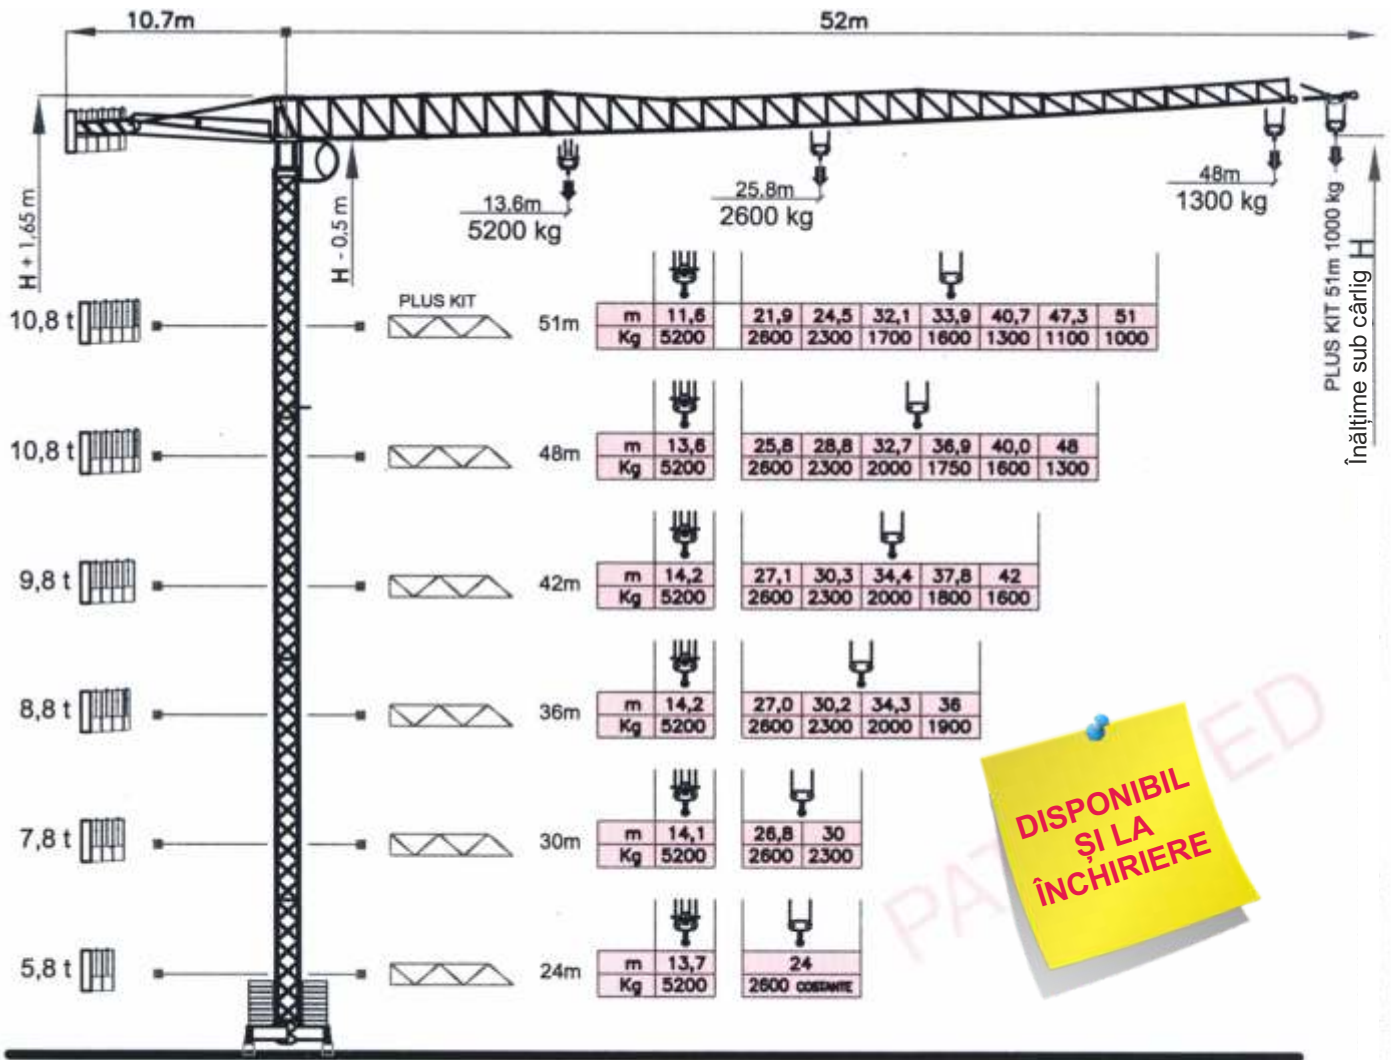 10.7m
52m
H + 1,65 m
H - 0.5 m
13.6m
5200 kg
25.8m
2600 kg
48m
1300 kg
PLUS KIT 51m 1000 kg
Înălțime sub cârlig H
10,8 t
PLUS KIT
51m
m 11,6 21,9 24,5 32,1 33,9 40,7 47,3 51
Kg 5200 2600 2300 1700 1600 1300 1100 1000
10,8 t
48m
m 13,6 25,8 28,8 32,7 36,9 40,0 48
Kg 5200 2600 2300 2000 1750 1600 1300
9,8 t
42m
m 14,2 27,1 30,3 34,4 37,8 42
Kg 5200 2600 2300 2000 1800 1600
8,8 t
36m
m 14,2 27,0 30,2 34,3 36
Kg 5200 2600 2300 2000 1900
7,8 t
30m
m 14,1 26,8 30
Kg 5200 2600 2300
5,8 t
24m
m 13,7 24
Kg 5200 2600 COSTANTE
DISPONIBIL
ȘI LA
ÎNCHIRIERE